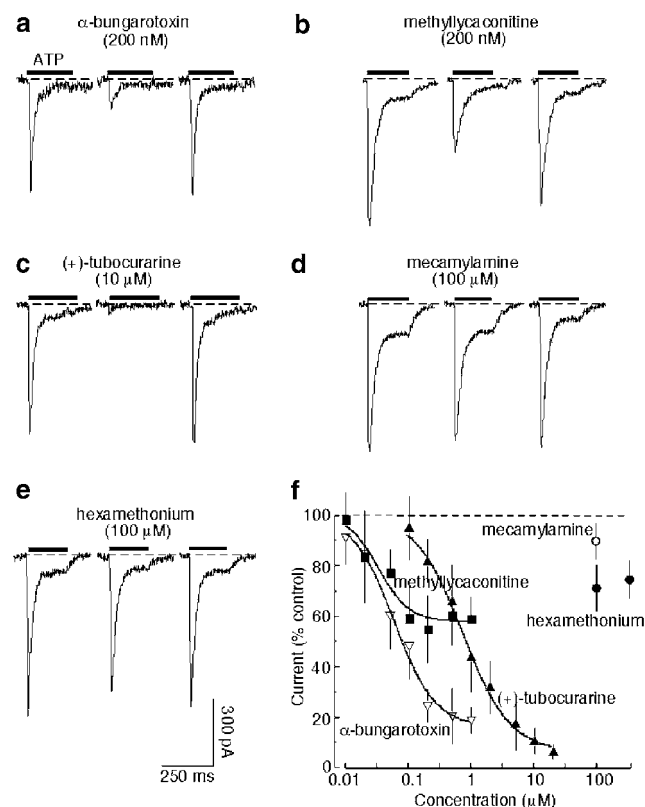 a
α-bungarotoxin
(200 nM)
ATP
b
methyllycaconitine
(200 nM)
c
(+)-tubocurarine
(10 μM)
d
mecamylamine
(100 μM)
e
hexamethonium
(100 μM)
300 pA
250 ms
f
100
80
60
40
20
0
Current (% control)
mecamylamine
methyllycaconitine
hexamethonium
(+)-tubocurarine
α-bungarotoxin
0.01
0.1
1
10
100
Concentration (μM)